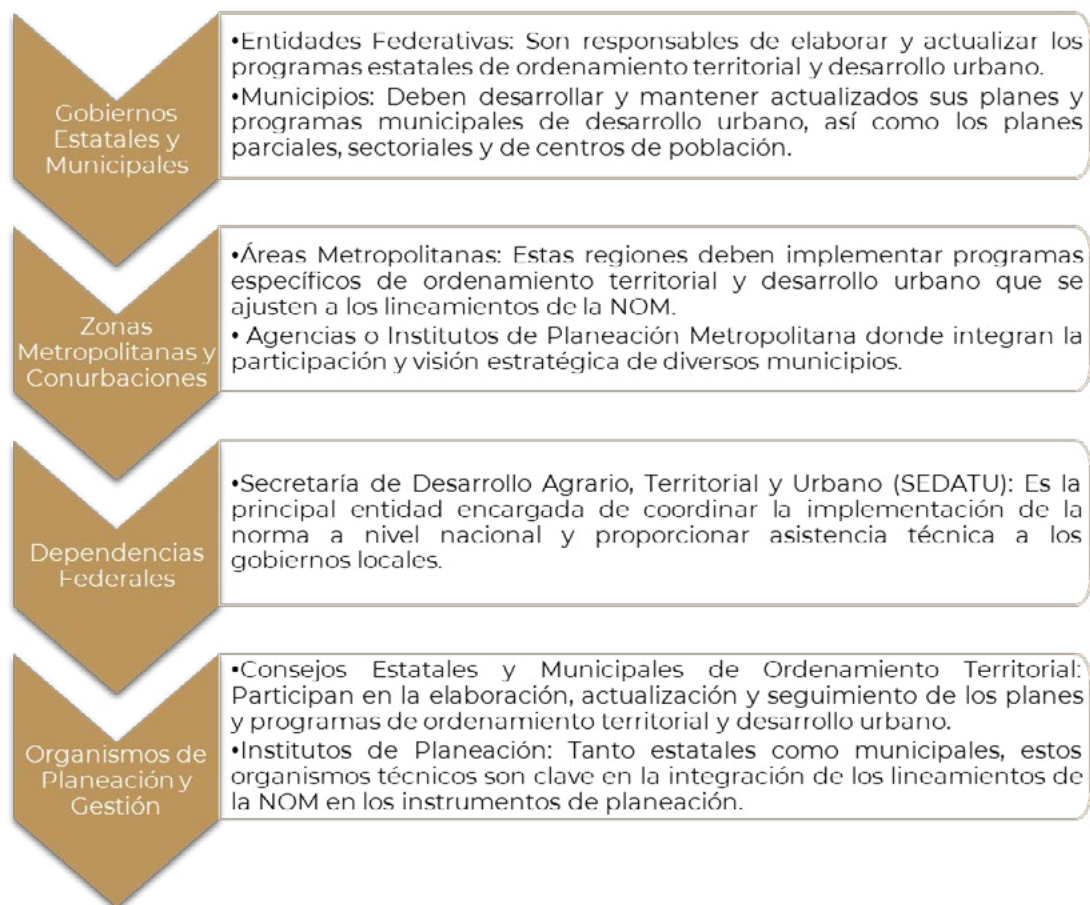 Gobiernos
Estatales y
Municipales
•Entidades Federativas: Son responsables de elaborar y actualizar los
programas estatales de ordenamiento territorial y desarrollo urbano.
•Municipios: Deben desarrollar y mantener actualizados sus planes y
programas municipales de desarrollo urbano, así como los planes
parciales, sectoriales y de centros de población.
Zonas
Metropolitanas y
Conurbaciones
•Áreas Metropolitanas: Estas regiones deben implementar programas
específicos de ordenamiento territorial y desarrollo urbano que se
ajusten a los lineamientos de la NOM.
• Agencias o Institutos de Planeación Metropolitana donde integran la
participación y visión estratégica de diversos municipios.
Dependencias
Federales
•Secretaría de Desarrollo Agrario, Territorial y Urbano (SEDATU): Es la
principal entidad encargada de coordinar la implementación de la
norma a nivel nacional y proporcionar asistencia técnica a los
gobiernos locales.
Organismos de
Planeación y
Gestión
•Consejos Estatales y Municipales de Ordenamiento Territorial:
Participan en la elaboración, actualización y seguimiento de los planes
y programas de ordenamiento territorial y desarrollo urbano.
•Institutos de Planeación: Tanto estatales como municipales, estos
organismos técnicos son clave en la integración de los lineamientos de
la NOM en los instrumentos de planeación.